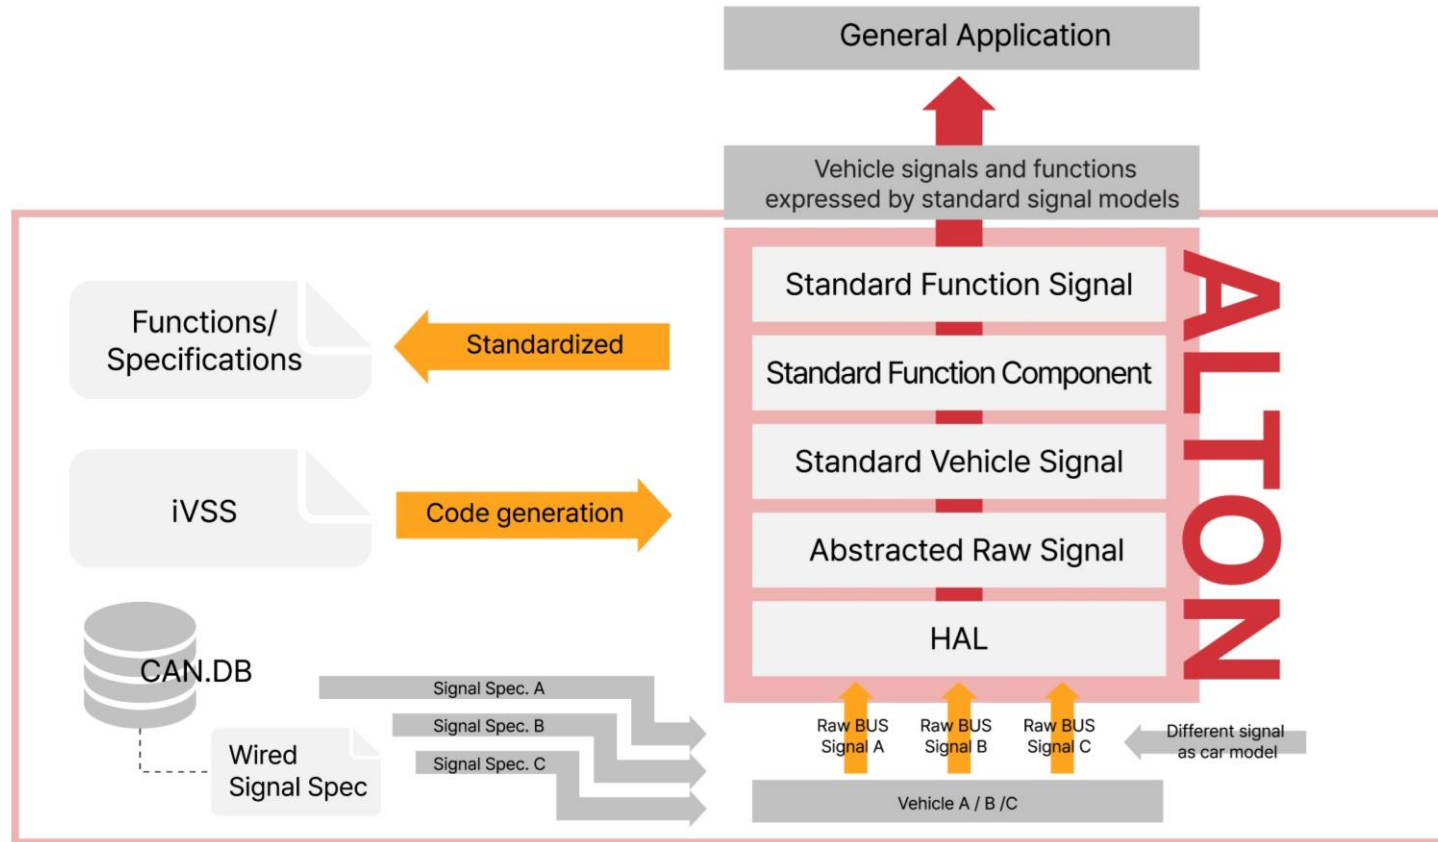 General Application
Vehicle signals and functions
expressed by standard signal models
Standard Function Signal
Standard Function Component
Standard Vehicle Signal
Abstracted Raw Signal
HAL
ALTON
Functions/
Specifications
Standardized
iVSS
Code generation
CAN.DB
Wired
Signal Spec
Signal Spec. A
Signal Spec. B
Signal Spec. C
Raw BUS
Signal A
Raw BUS
Signal B
Raw BUS
Signal C
Different signal
as car model
Vehicle A / B /C